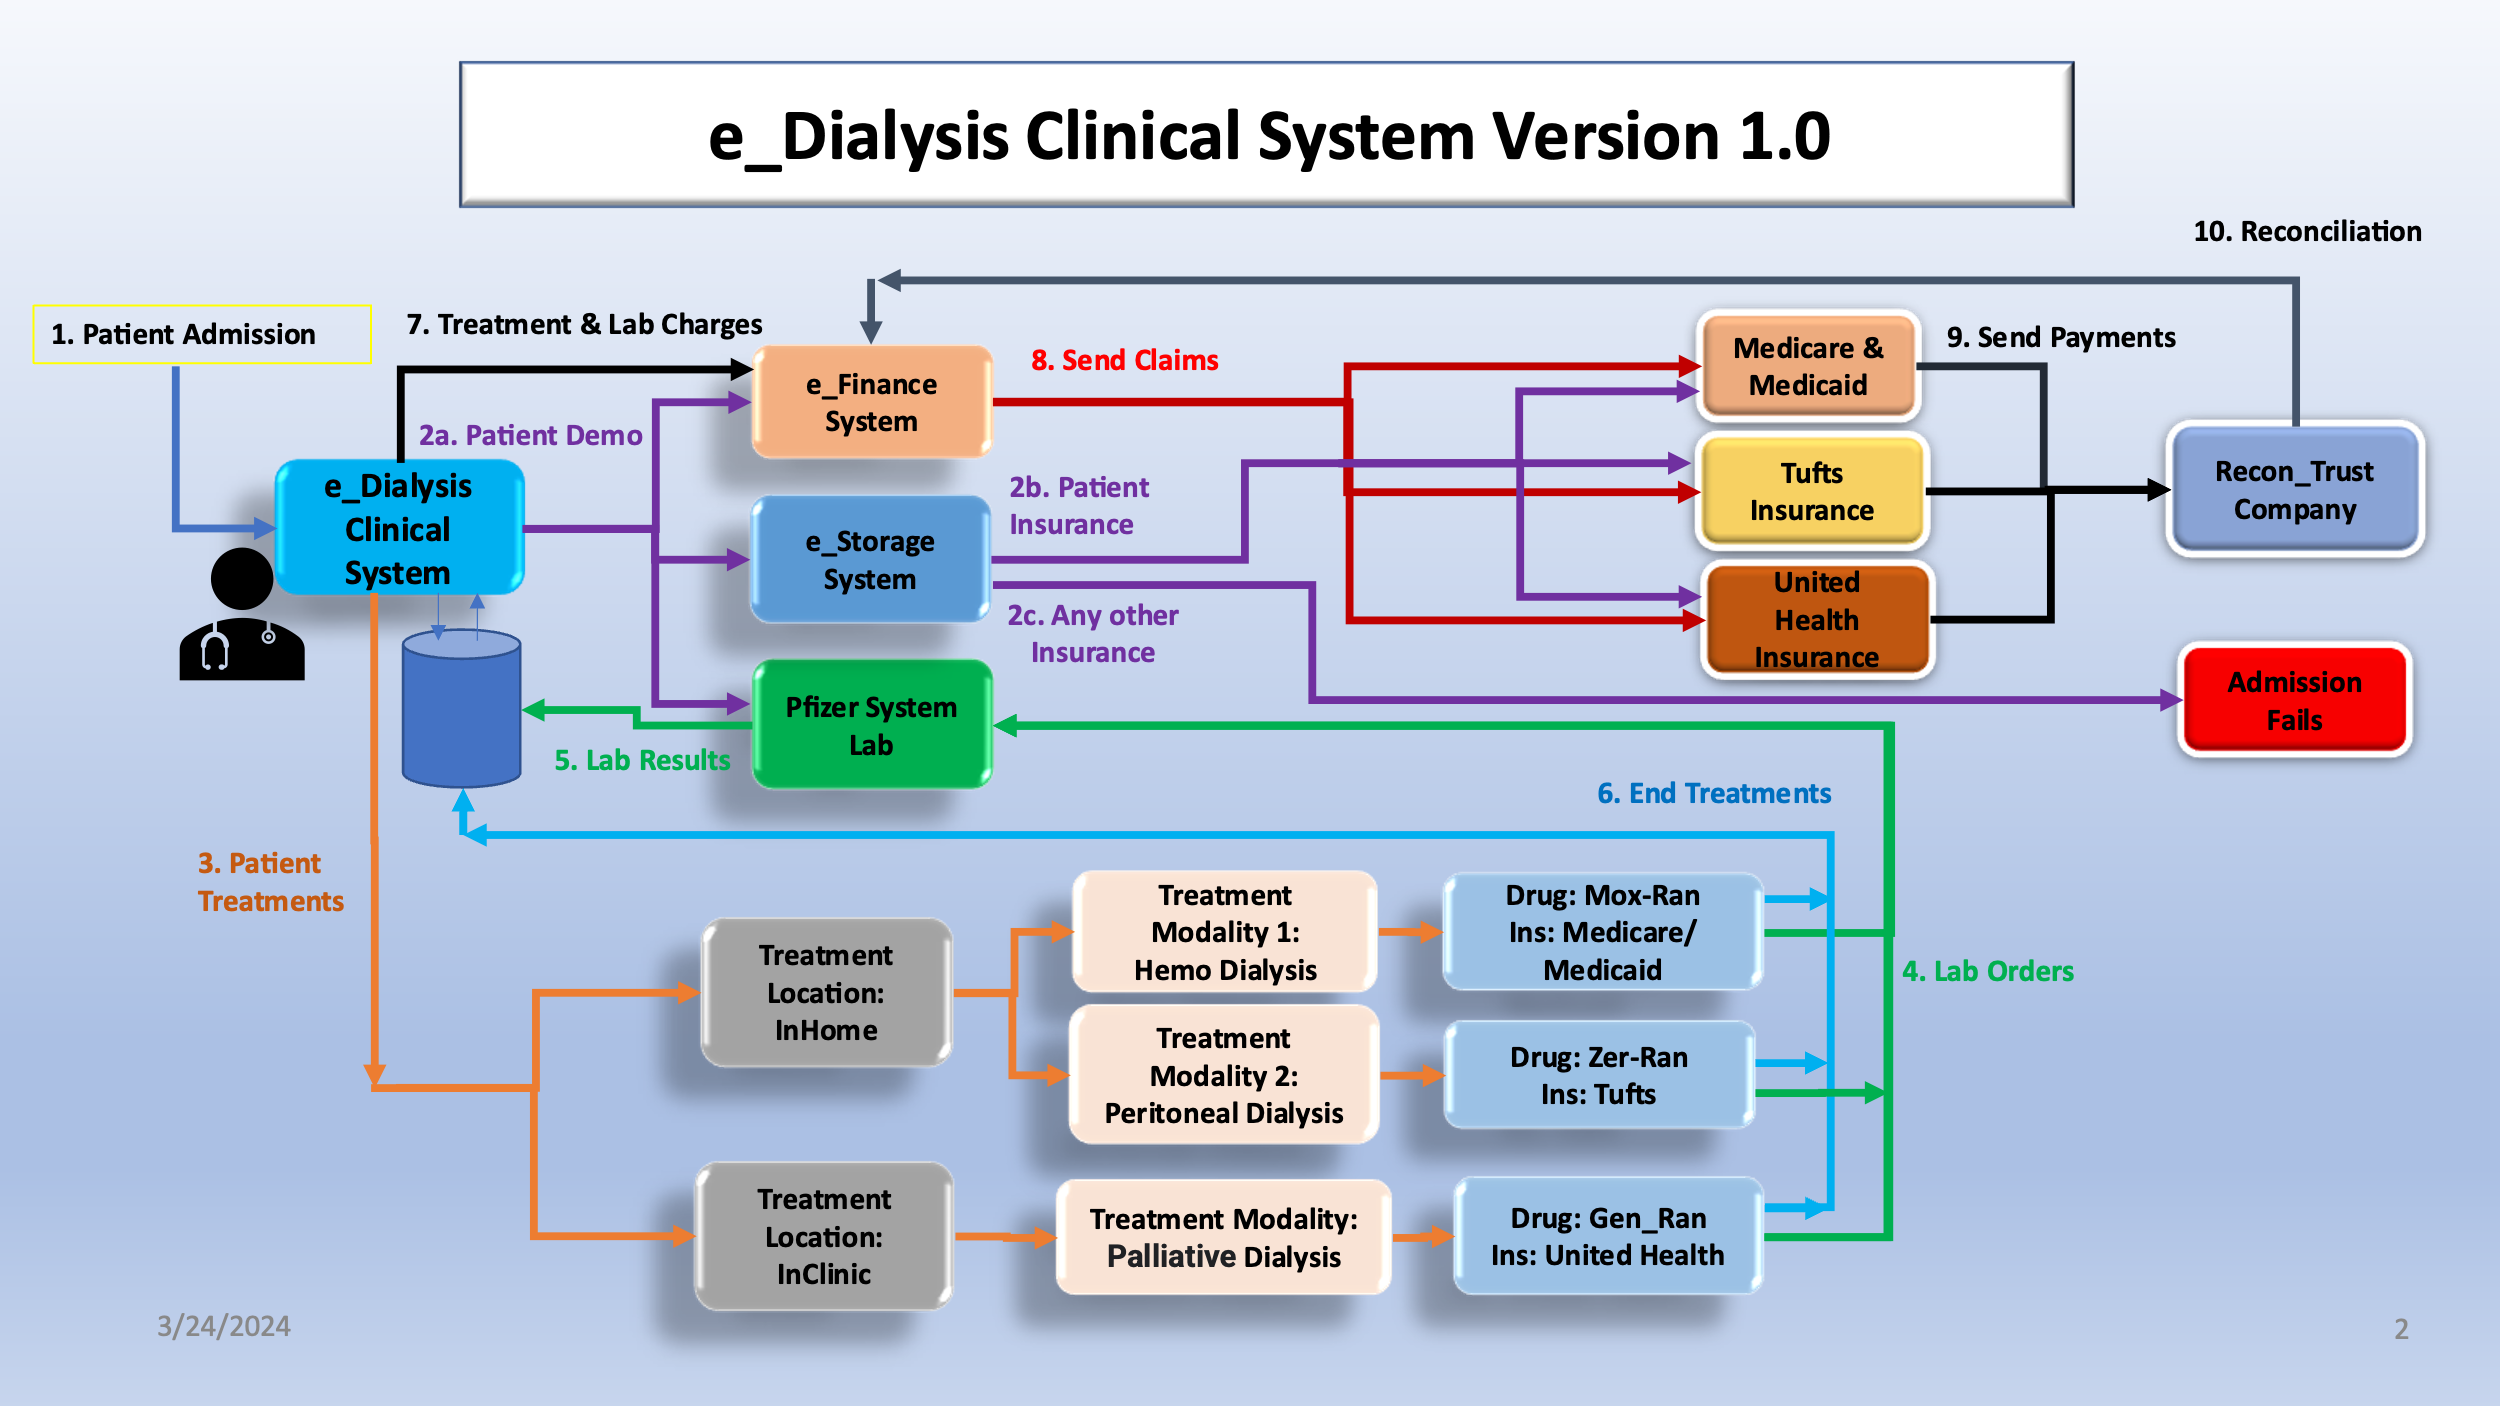 e_Dialysis Clinical System Version 1.0
10. Reconciliation
1. Patient Admission
7. Treatment & Lab Charges
8. Send Claims
Medicare &
Medicaid
9. Send Payments
e_Finance
System
2a. Patient Demo
e_Dialysis
Clinical
System
2b. Patient
Insurance
Tufts
Insurance
Recon_Trust
Company
e_Storage
System
2c. Any other
Insurance
United
Health
Insurance
Admission
Fails
Pfizer System
Lab
5. Lab Results
6. End Treatments
3. Patient
Treatments
Treatment
Location:
InHome
Treatment
Modality 1:
Hemo Dialysis
Drug: Mox-Ran
Ins: Medicare/
Medicaid
4. Lab Orders
Treatment
Modality 2:
Peritoneal Dialysis
Drug: Zer-Ran
Ins: Tufts
Treatment
Location:
InClinic
Treatment Modality:
Palliative Dialysis
Drug: Gen_Ran
Ins: United Health
3/24/2024
2